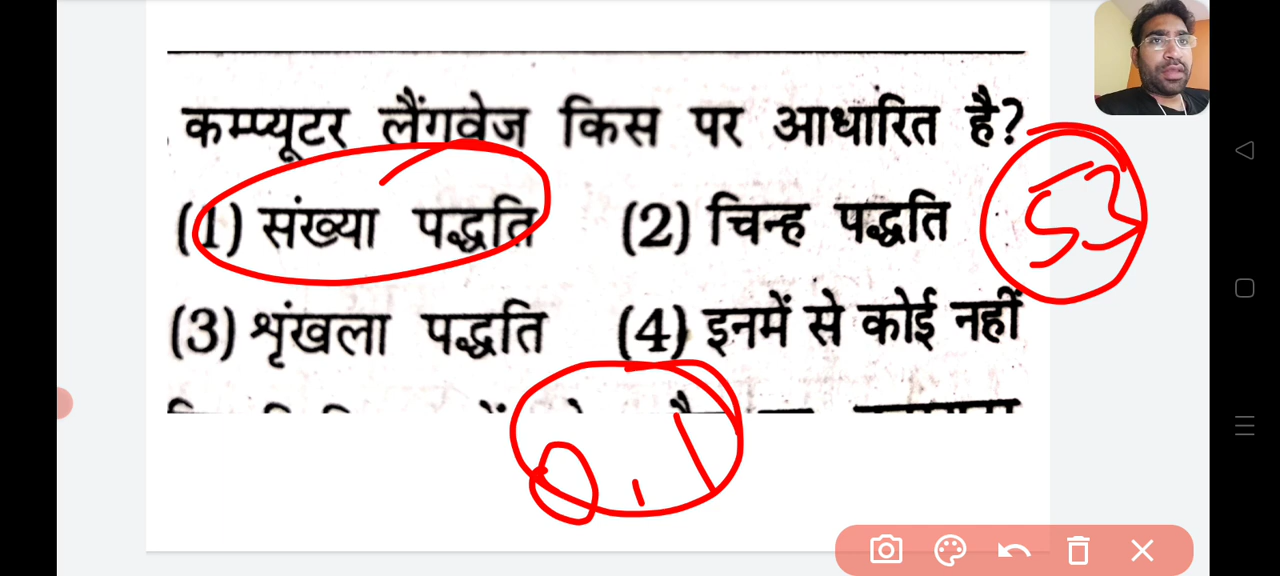 कम्प्यूटर लैंगवेज किस पर आधारित है?
(1) संख्या पद्धति (2) चिन्ह पद्धति
53
(3) शृंखला पद्धति (4) इनमें से कोई नहीं
0,1